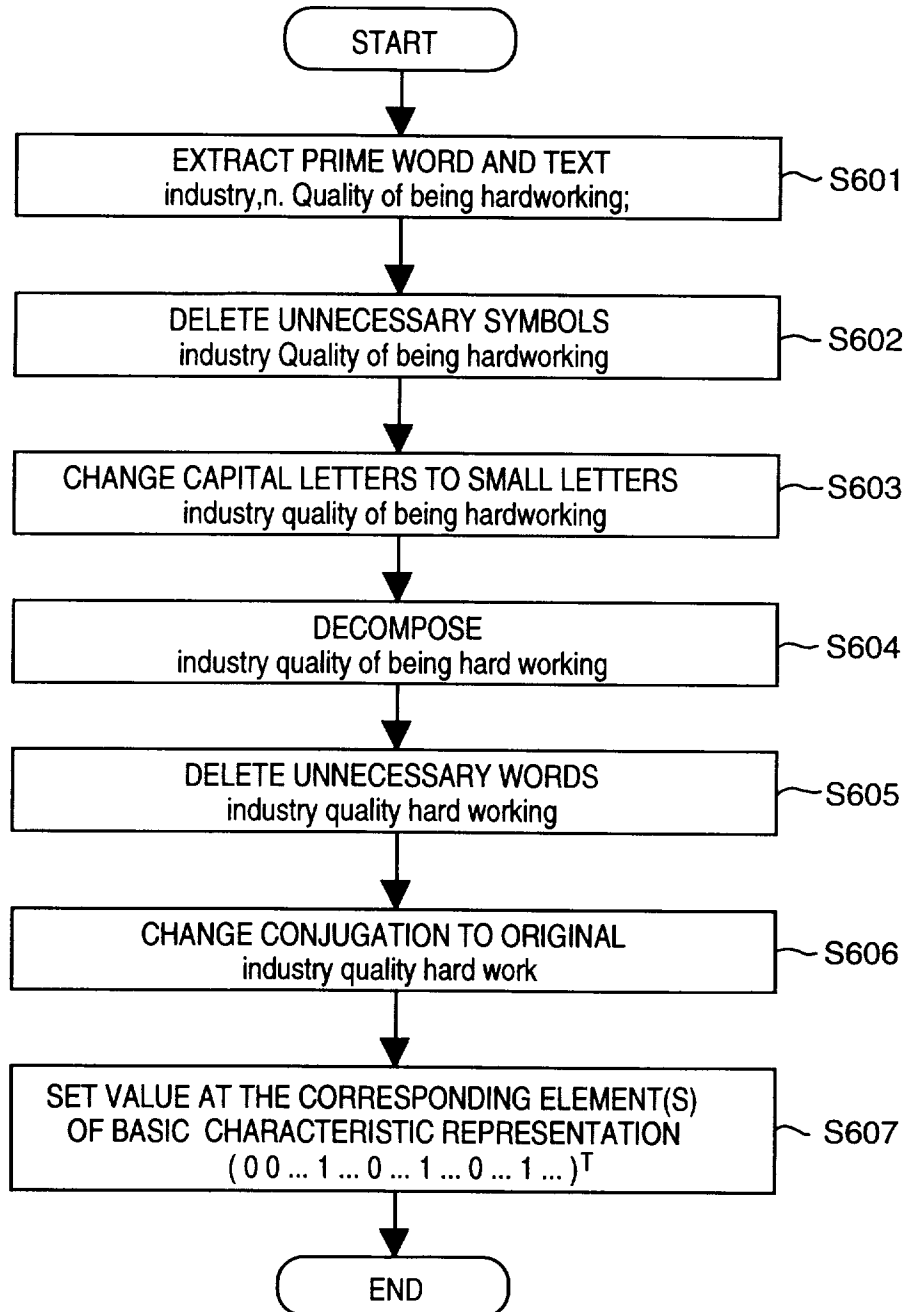 START
EXTRACT PRIME WORD AND TEXT
industry,n. Quality of being hardworking;
S601
DELETE UNNECESSARY SYMBOLS
industry Quality of being hardworking
S602
CHANGE CAPITAL LETTERS TO SMALL LETTERS
industry quality of being hardworking
S603
DECOMPOSE
industry quality of being hard working
S604
DELETE UNNECESSARY WORDS
industry quality hard working
S605
CHANGE CONJUGATION TO ORIGINAL
industry quality hard work
S606
SET VALUE AT THE CORRESPONDING ELEMENT(S)
OF BASIC CHARACTERISTIC REPRESENTATION
( 0 0 ... 1 ... 0 ... 1 ... 0 ... 1 ... )ᵀ
S607
END